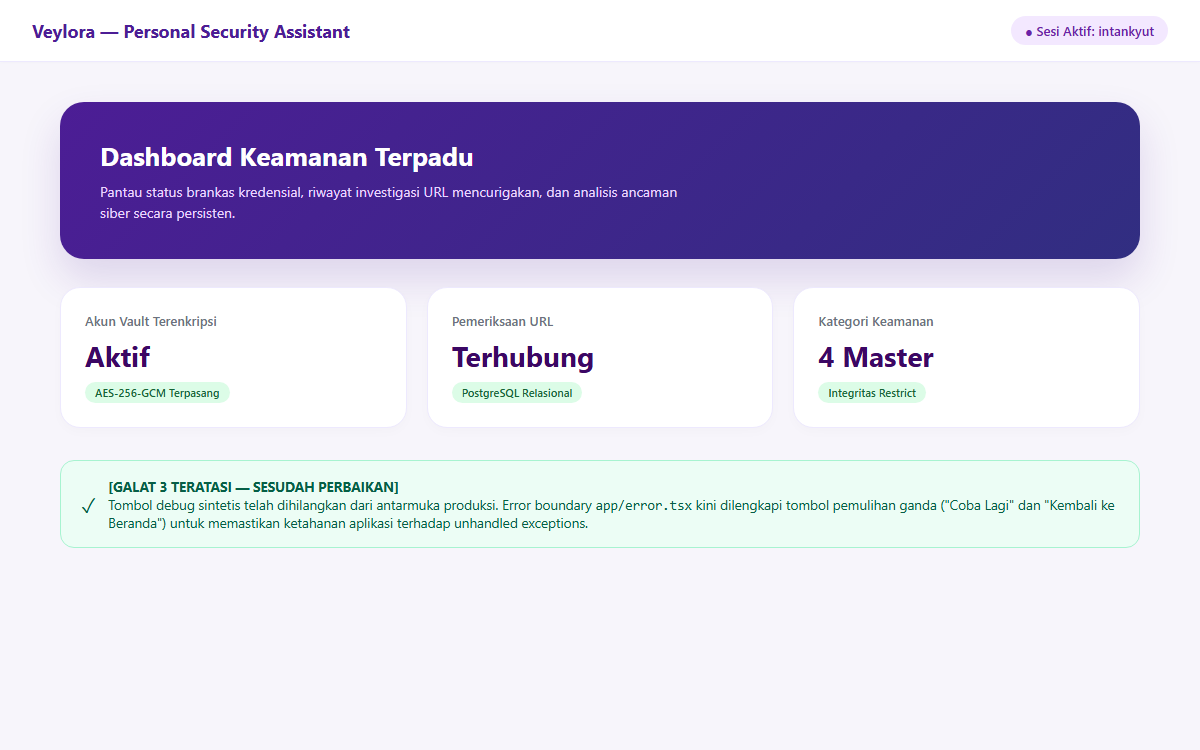 Veylora — Personal Security Assistant
● Sesi Aktif: intankyut
Dashboard Keamanan Terpadu
Pantau status brankas kredensial, riwayat investigasi URL mencurigakan, dan analisis ancaman
siber secara persisten.
Akun Vault Terenkripsi
Aktif
AES-256-GCM Terpasang
Pemeriksaan URL
Terhubung
PostgreSQL Relasional
Kategori Keamanan
4 Master
Integritas Restrict
✓
[GALAT 3 TERATASI — SESUDAH PERBAIKAN]
Tombol debug sintetis telah dihilangkan dari antarmuka produksi. Error boundary app/error.tsx kini dilengkapi tombol pemulihan ganda ("Coba Lagi" dan "Kembali ke
Beranda") untuk memastikan ketahanan aplikasi terhadap unhandled exceptions.